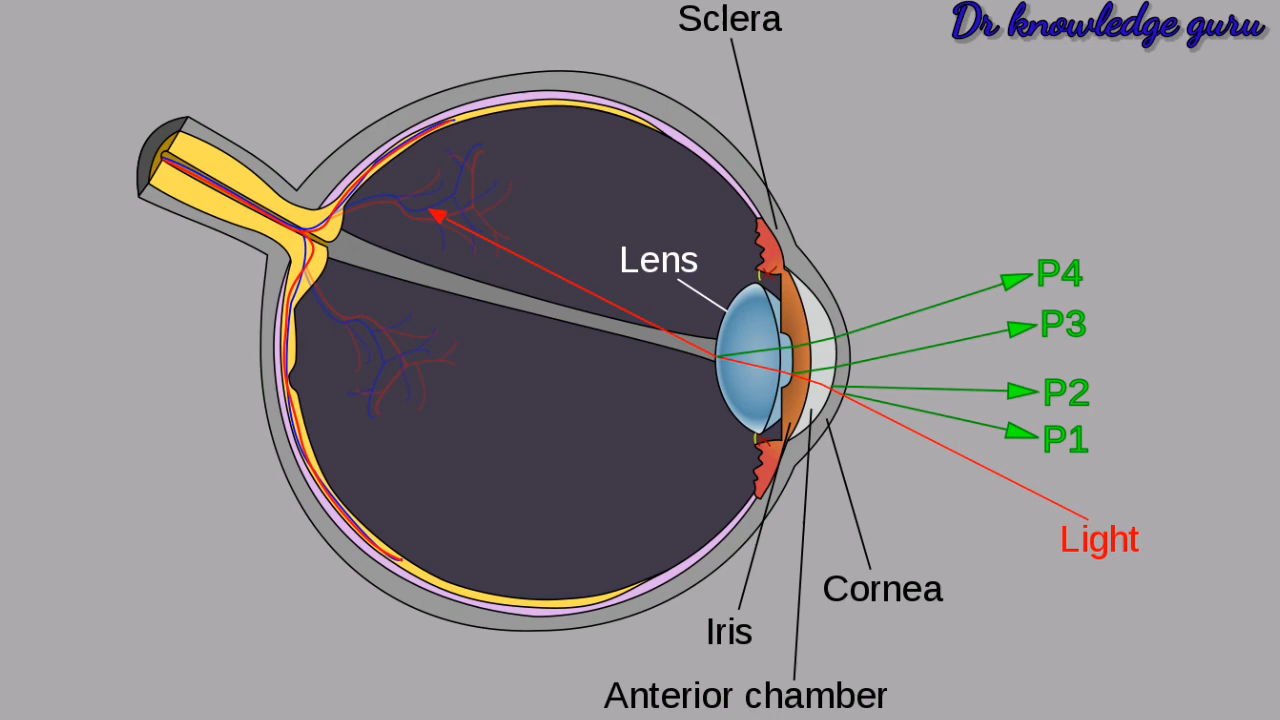 Sclera
Dr knowledge guru
Lens
P4
P3
P2
P1
Light
Cornea
Iris
Anterior chamber